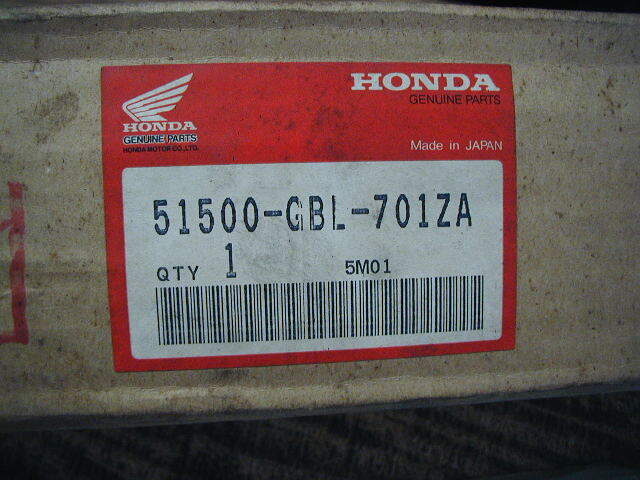 HONDA
GENUINE PARTS
HONDA MOTOR CO., LTD.
HONDA
GENUINE PARTS
Made in JAPAN
51500-GBL-701ZA
QTY 1 5M01